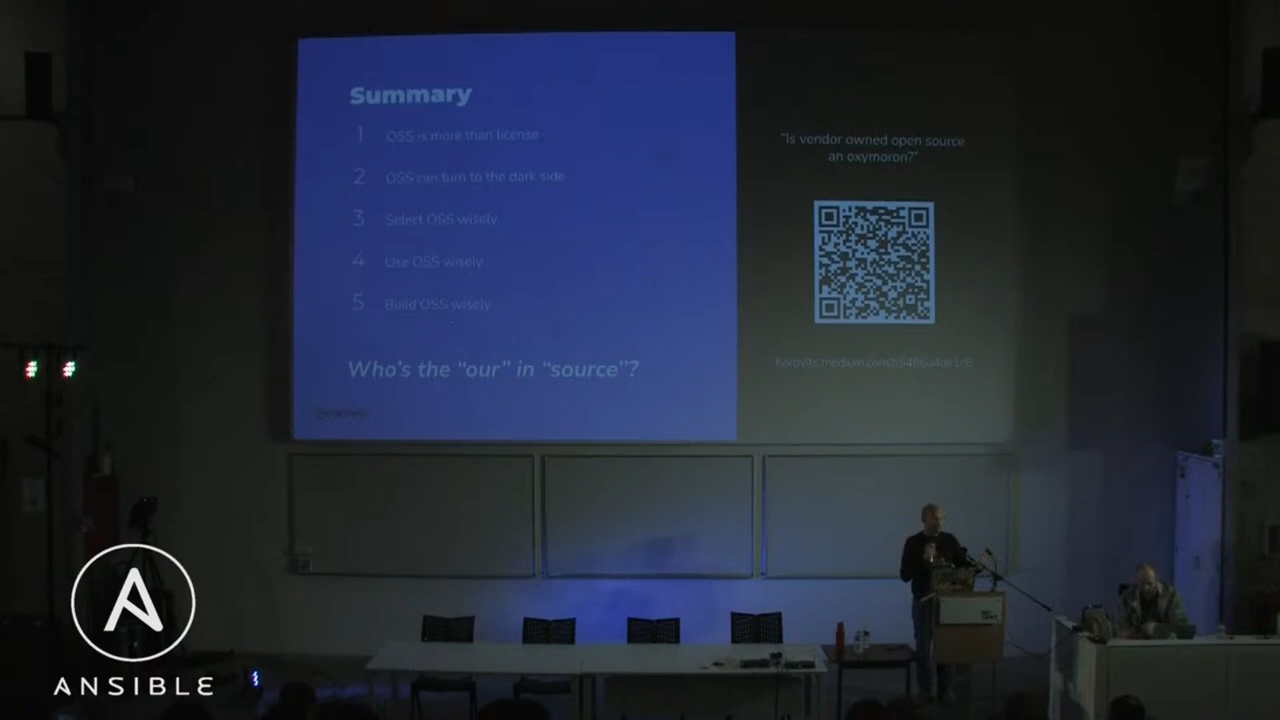 Summary
1 OSS is more than license
2 OSS can turn to the dark side
3 Select OSS wisely
4 Use OSS wisely
5 Build OSS wisely
Who's the "our" in "source"?
"Is vendor owned open source
an oxymoron?"
ANSIBLE